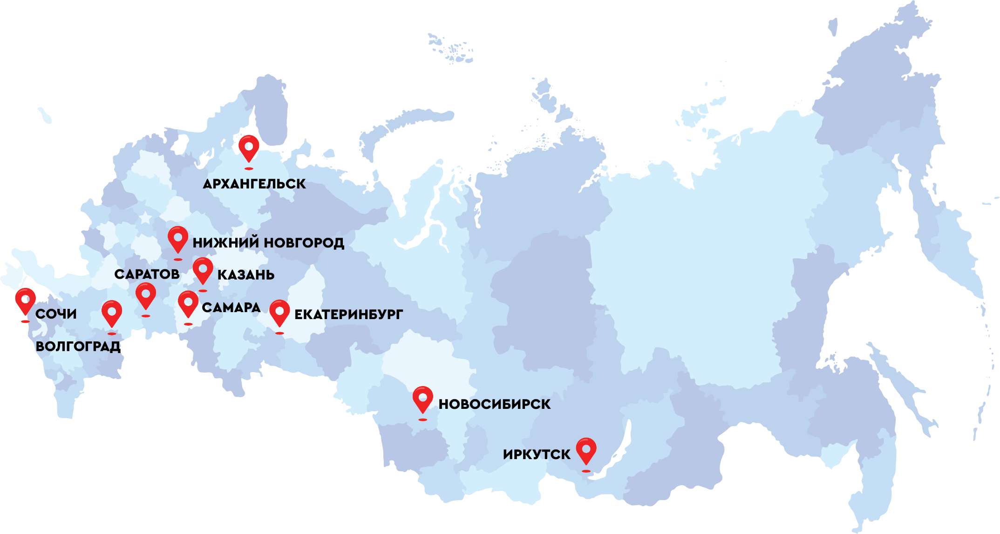 АРХАНГЕЛЬСК
НИЖНИЙ НОВГОРОД
САРАТОВ
КАЗАНЬ
СОЧИ
САМАРА
ЕКАТЕРИНБУРГ
ВОЛГОГРАД
НОВОСИБИРСК
ИРКУТСК